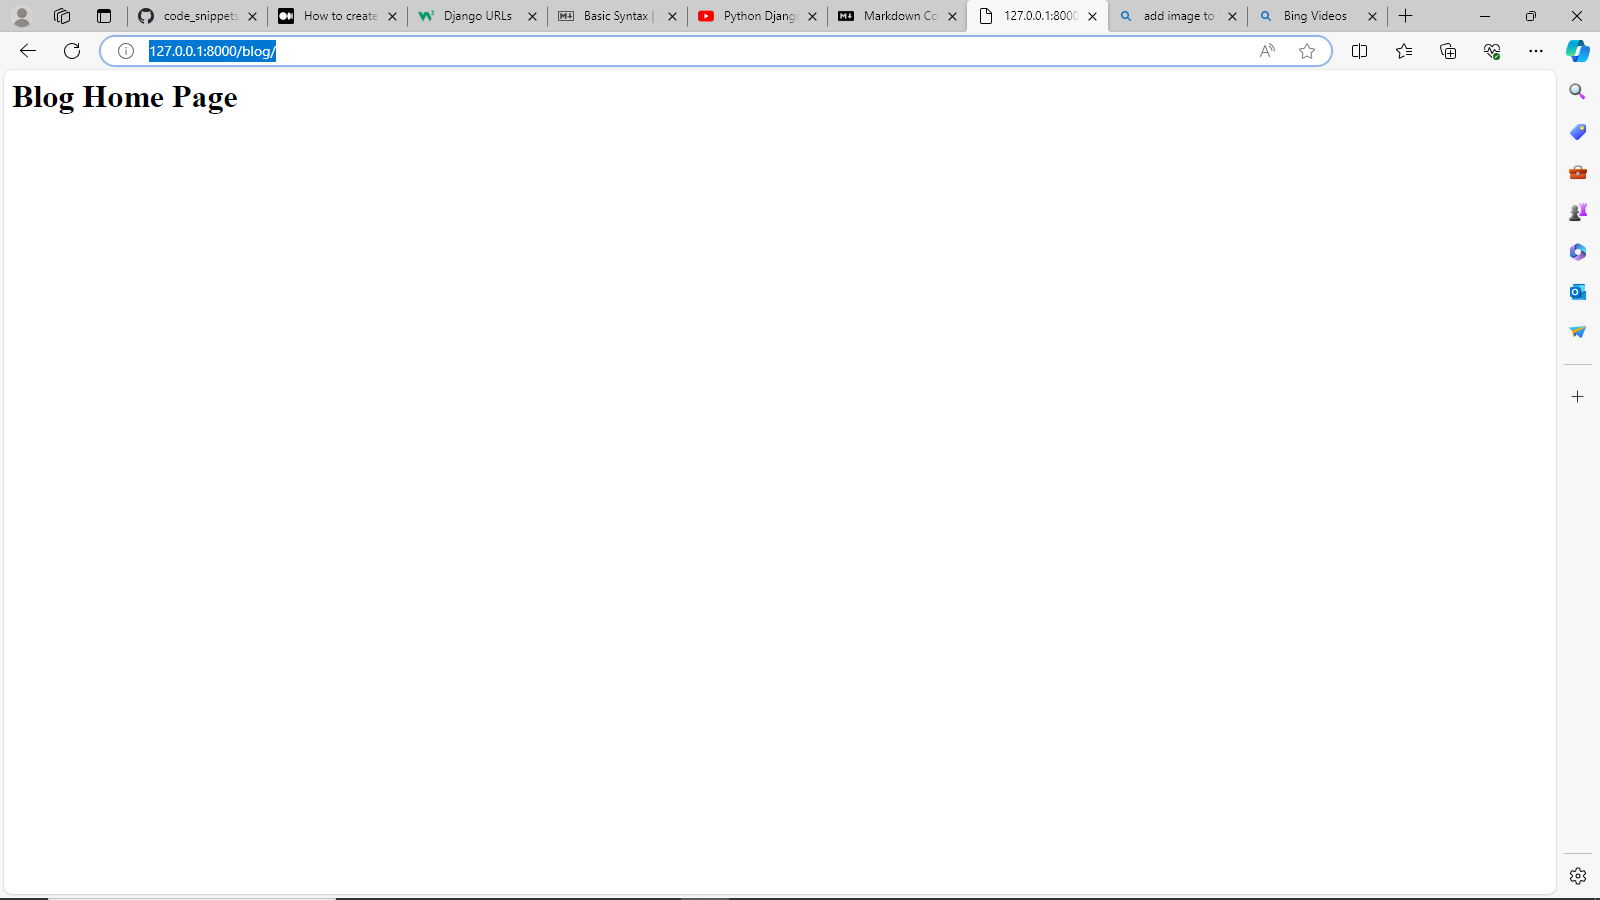 code_snippets
How to create
Django URLs
Basic Syntax |
Python Django
Markdown Co
127.0.0.1:8000
add image to
Bing Videos
127.0.0.1:8000/blog/
Blog Home Page